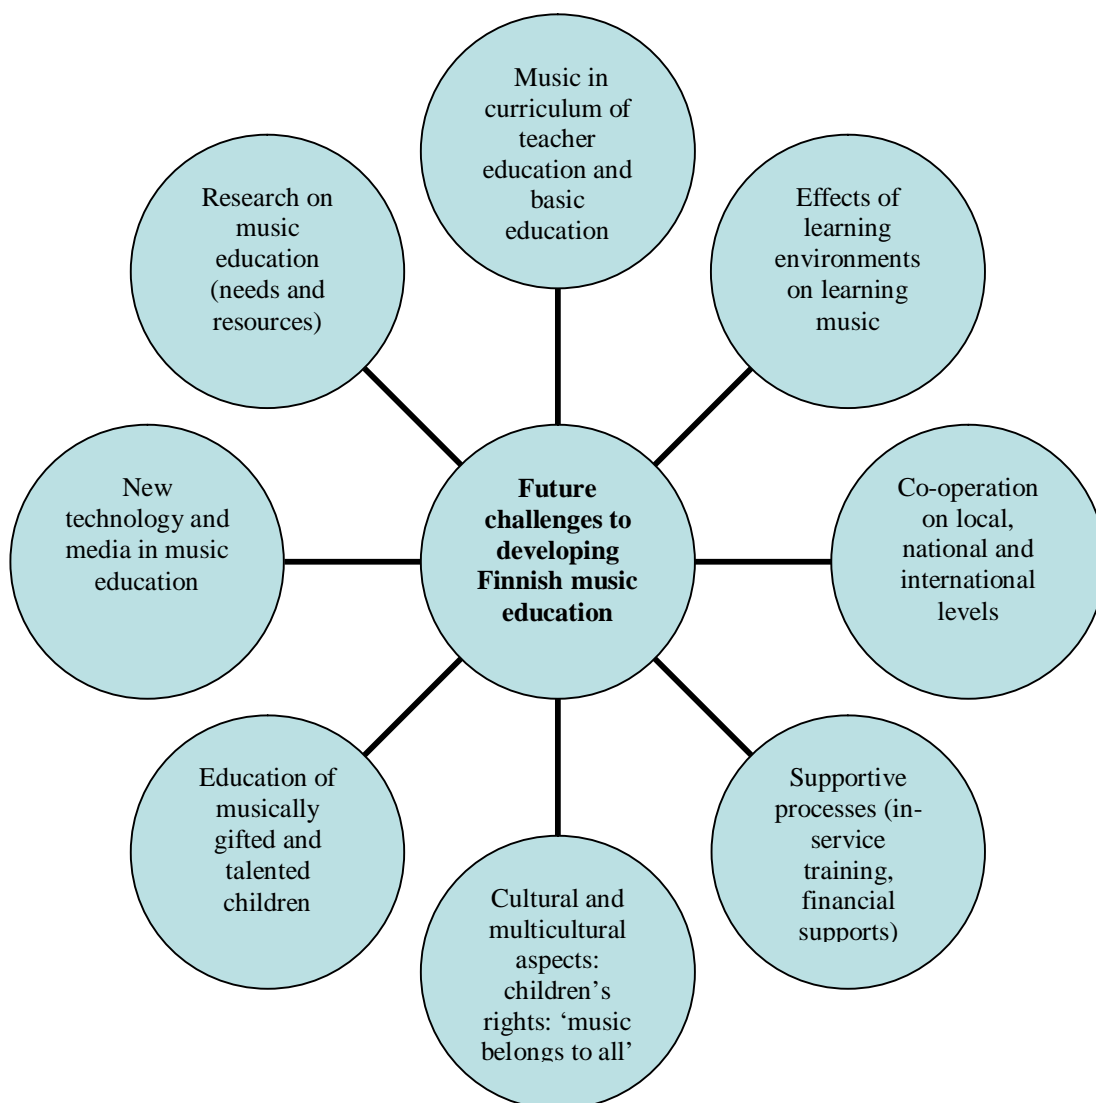 Music in
curriculum of
teacher
education and
basic
education
Effects of
learning
environments
on learning
music
Co-operation
on local,
national and
international
levels
Supportive
processes (in-
service
training,
financial
supports)
Cultural and
multicultural
aspects:
children’s
rights: ‘music
belongs to all’
Education of
musically
gifted and
talented
children
New
technology and
media in music
education
Research on
music
education
(needs and
resources)
Future
challenges to
developing
Finnish music
education